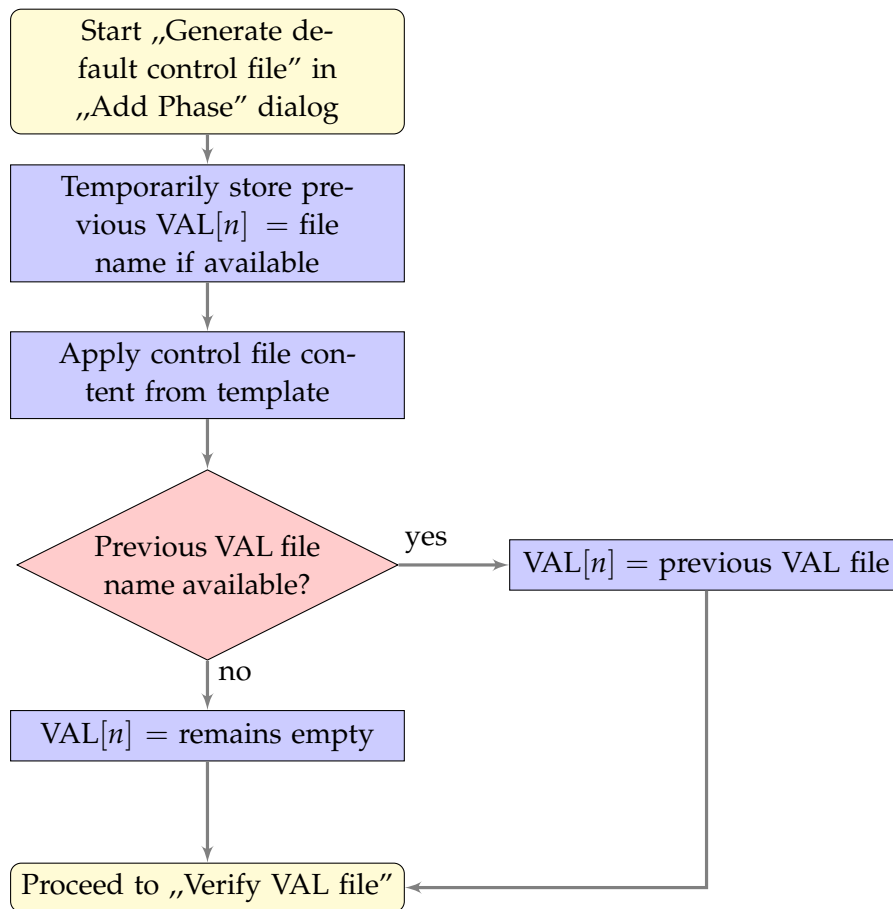 Start „Generate de-
fault control file” in
„Add Phase” dialog
Temporarily store pre-
vious VAL[n] = file
name if available
Apply control file con-
tent from template
Previous VAL file
name available?
yes
VAL[n] = previous VAL file
no
VAL[n] = remains empty
Proceed to „Verify VAL file”